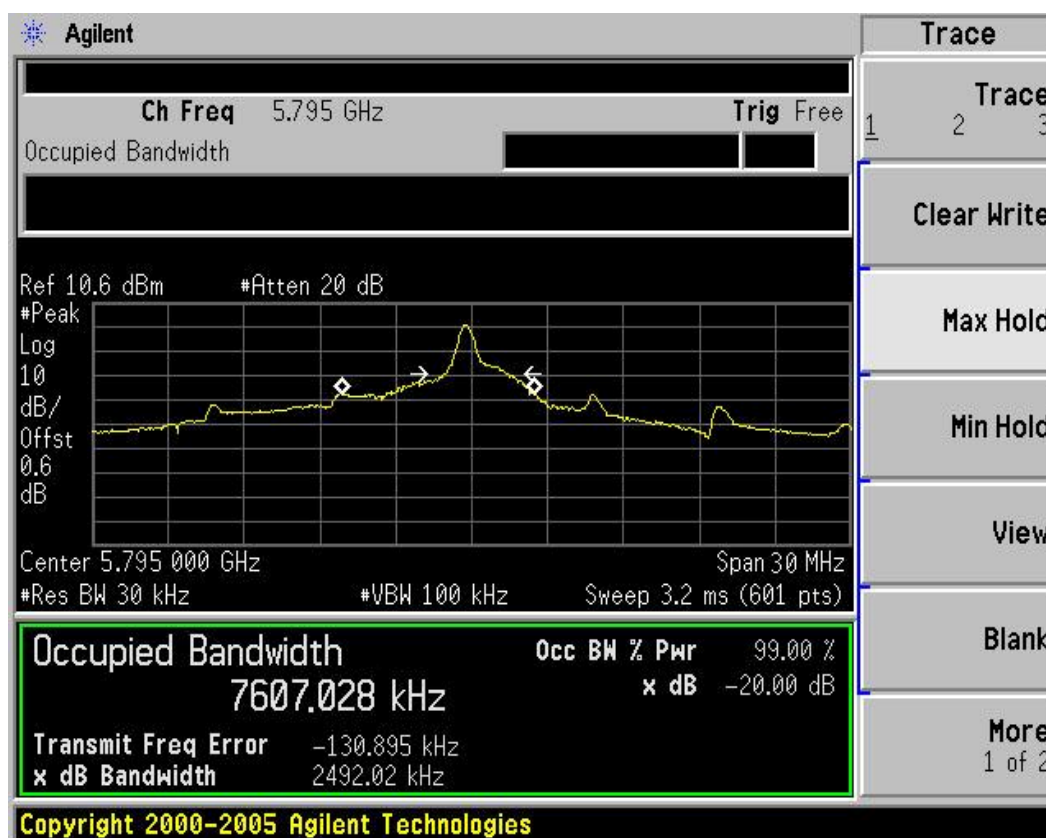 Agilent
Trace
Ch Freq 5.795 GHz Trig Free
Occupied Bandwidth
Trace
1 2 3
Clear Write
Max Hold
Min Hold
View
Blank
More
1 of 2
Ref 10.6 dBm #Atten 20 dB
#Peak
Log
10
dB/
Offst
0.6
dB
Center 5.795 000 GHz Span 30 MHz
#Res BW 30 kHz #VBW 100 kHz Sweep 3.2 ms (601 pts)
Occupied Bandwidth Occ BW % Pwr 99.00 %
7607.028 kHz x dB -20.00 dB
Transmit Freq Error -130.895 kHz
x dB Bandwidth 2492.02 kHz
Copyright 2000-2005 Agilent Technologies